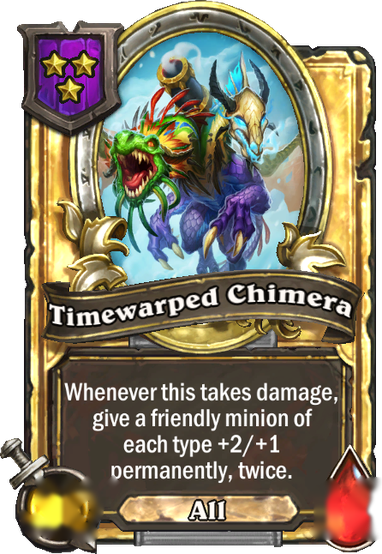 Timewarped Chimera
Whenever this takes damage,
give a friendly minion of
each type +2/+1
permanently, twice.
All